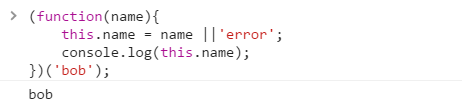 > (function(name){
    this.name = name ||'error';
    console.log(this.name);
})('bob');
bob